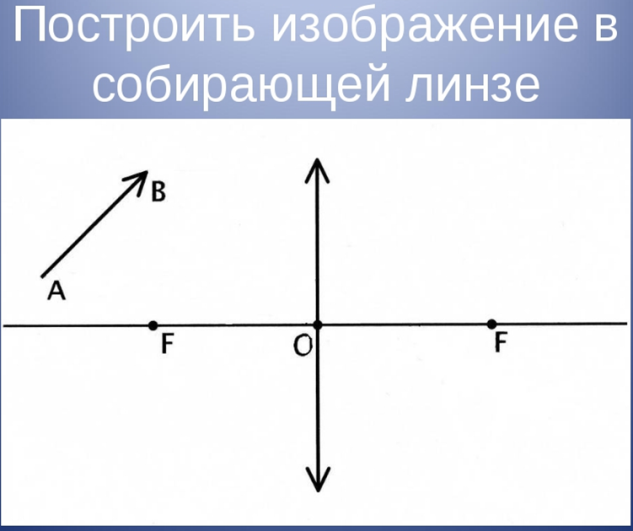 Построить изображение в
собирающей линзе
B
A
F
O
F